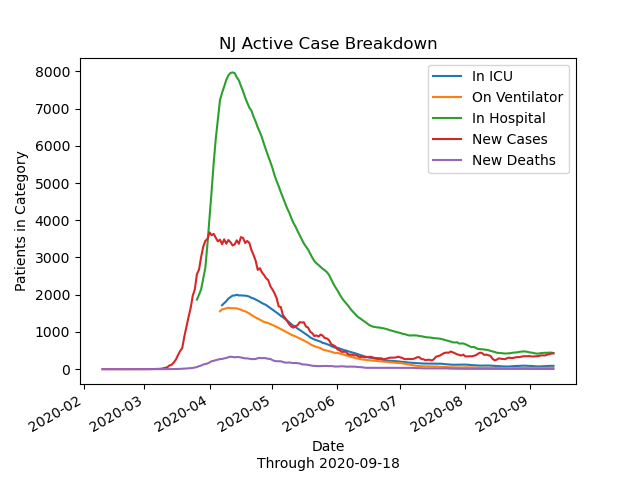 NJ Active Case Breakdown
In ICU
On Ventilator
In Hospital
New Cases
New Deaths
Patients in Category
8000
7000
6000
5000
4000
3000
2000
1000
0
2020-02
2020-03
2020-04
2020-05
2020-06
2020-07
2020-08
2020-09
Date
Through 2020-09-18